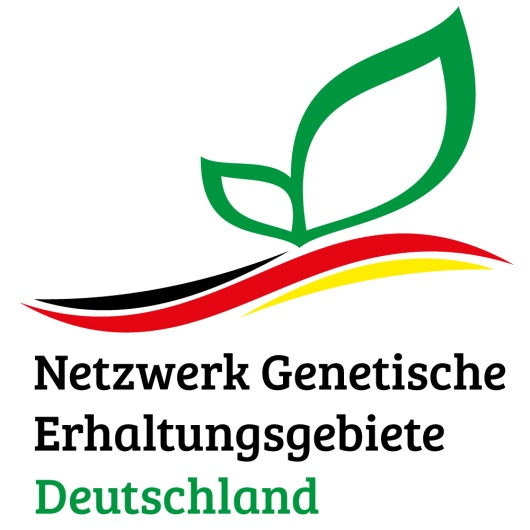 Netzwerk Genetische
Erhaltungsgebiete
Deutschland